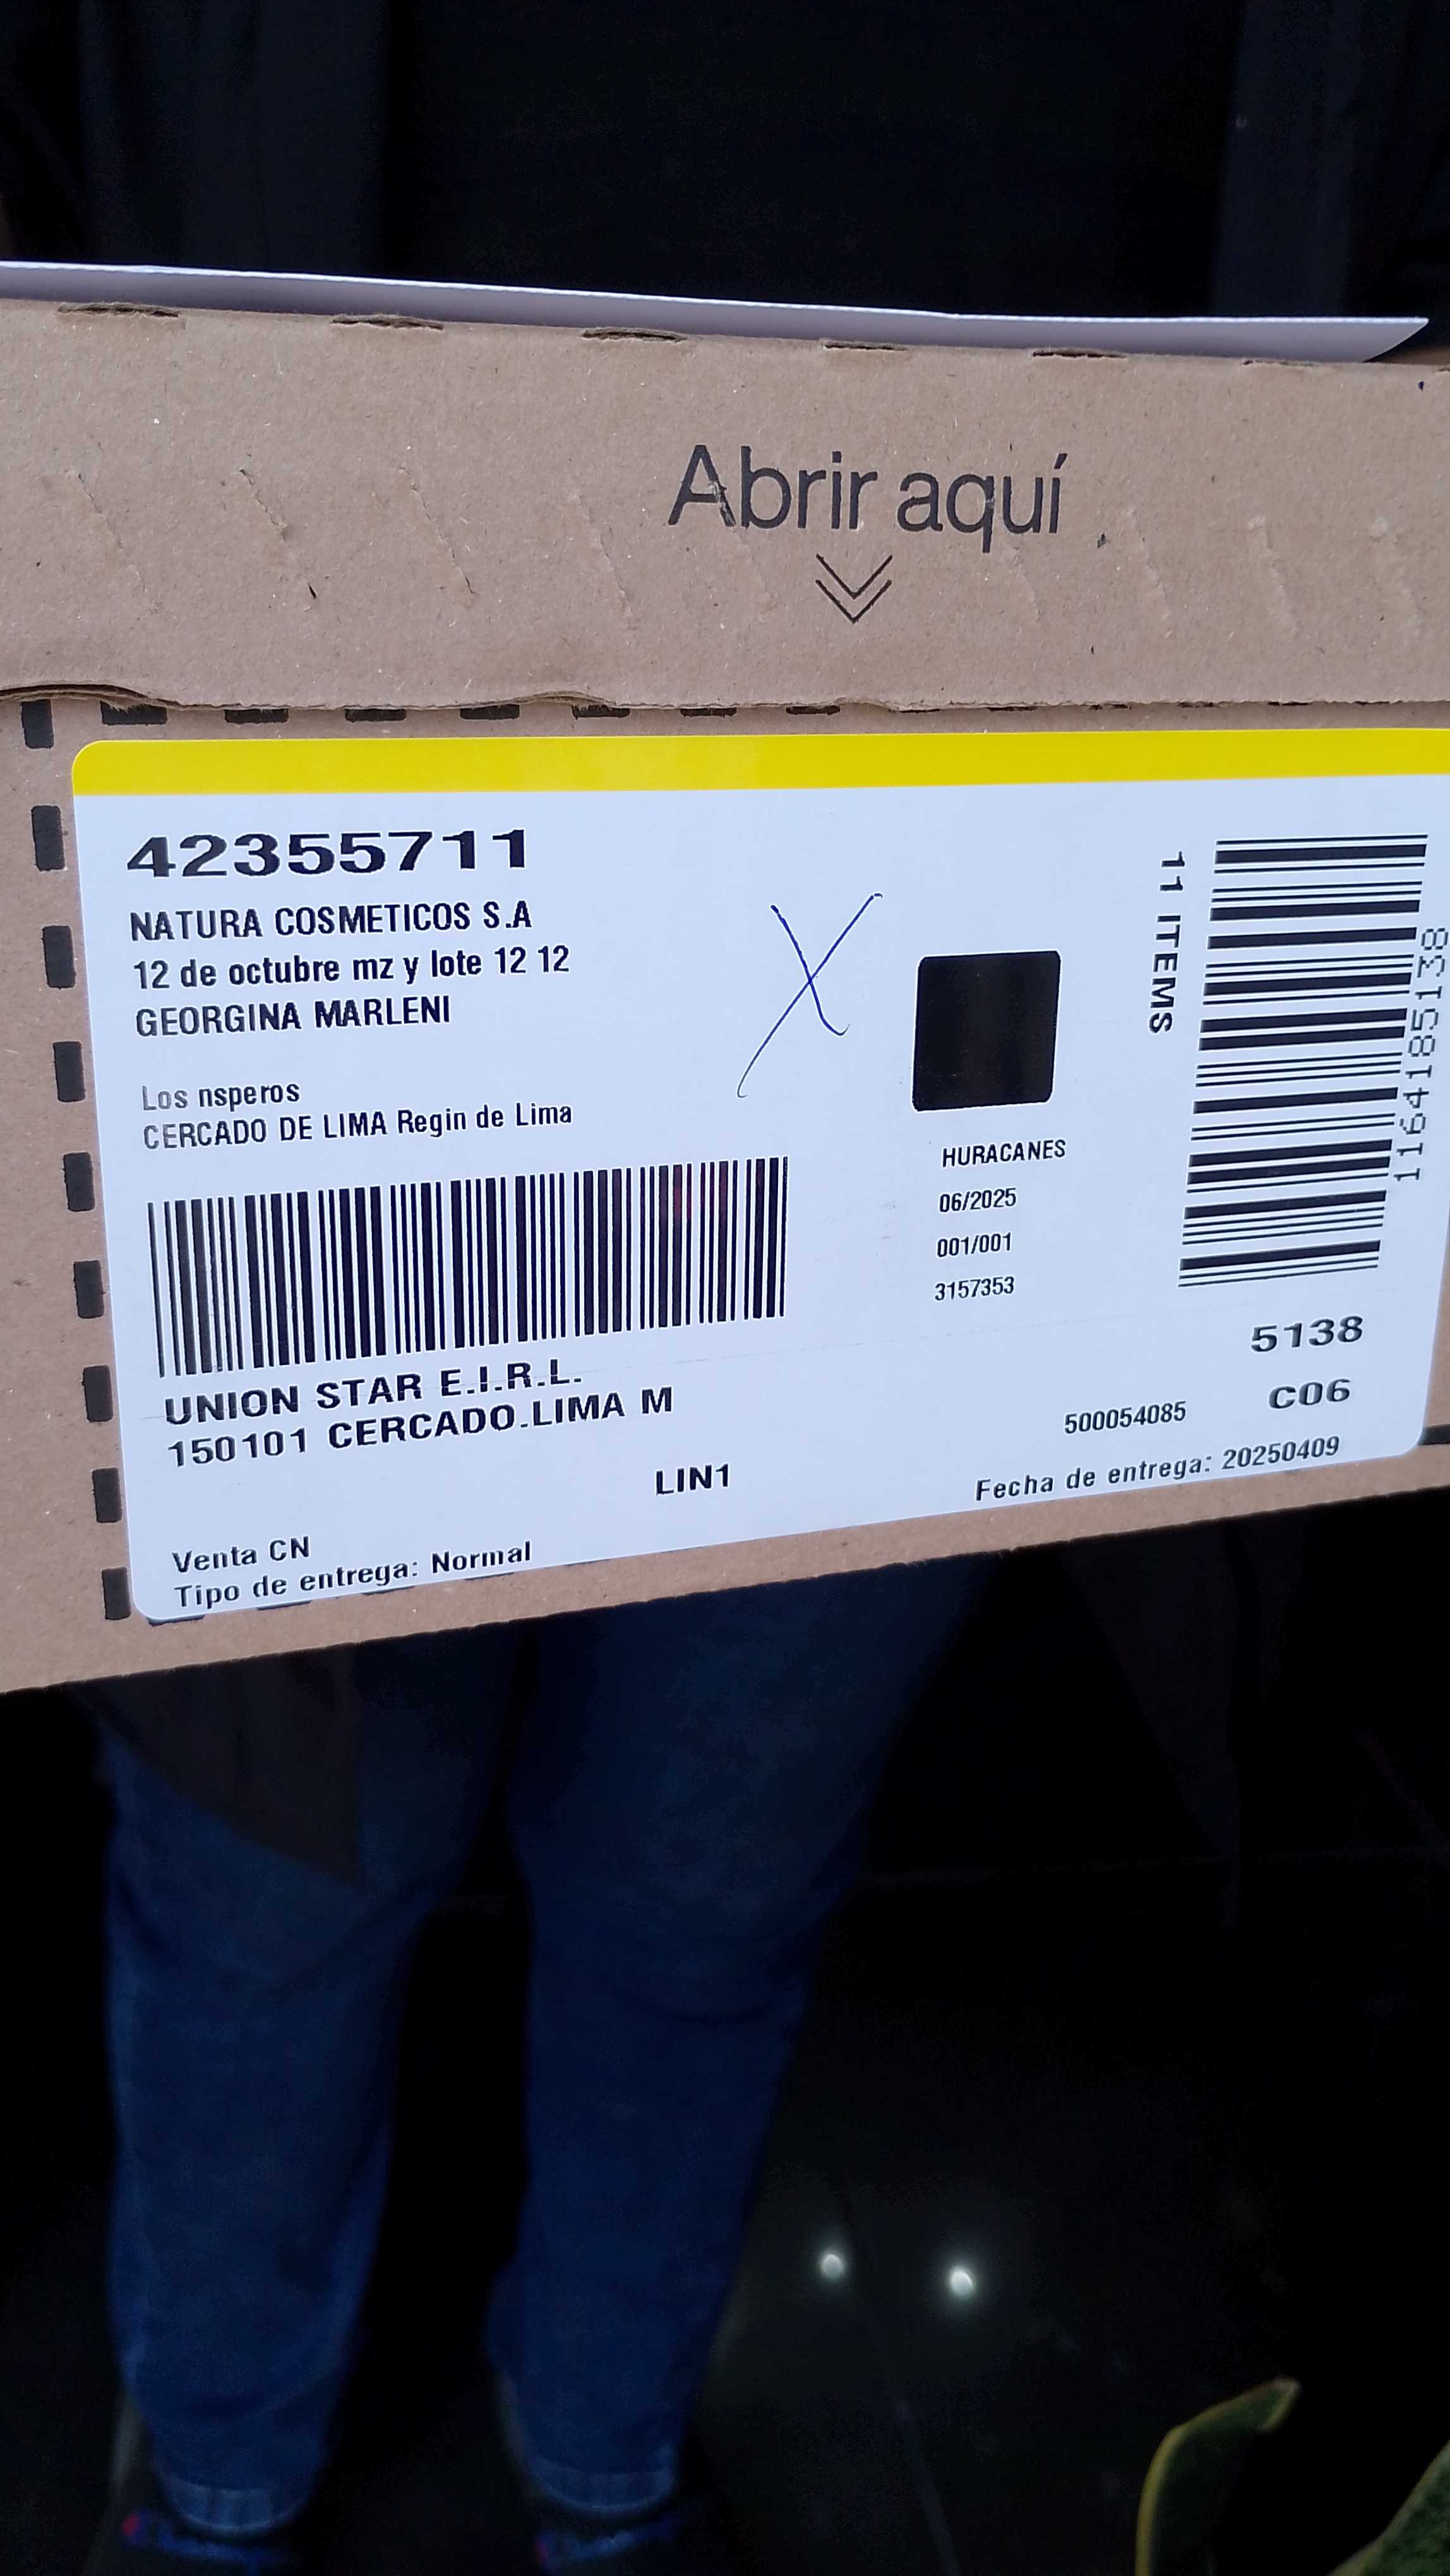 Abrir aquí
42355711
NATURA COSMETICOS S.A
12 de octubre mz y lote 12 12
GEORGINA MARLENI
Los nsperos
CERCADO DE LIMA Regin de Lima
X
11 ITEMS
1164185138
HURACANES
06/2025
001/001
3157353
UNION STAR E.I.R.L.
150101 CERCADO.LIMA M
LIN1
5138
C06
500054085
Fecha de entrega: 20250409
Venta CN
Tipo de entrega: Normal